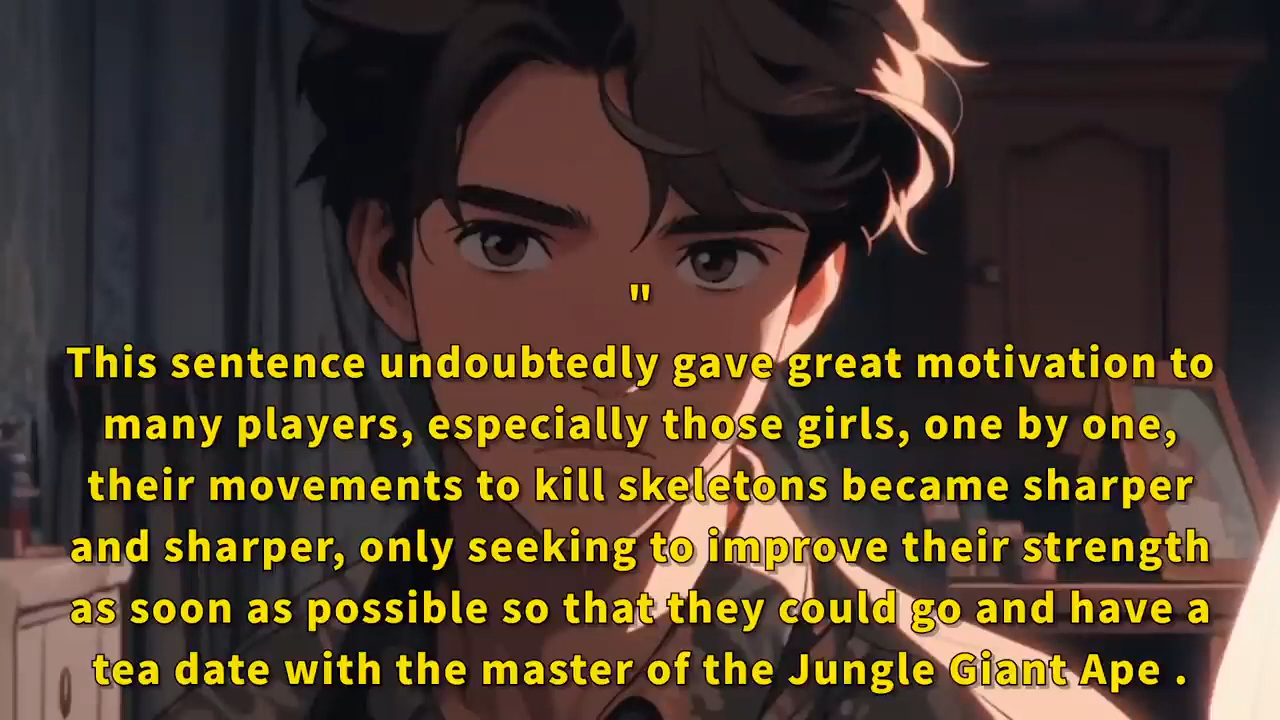 "
This sentence undoubtedly gave great motivation to
many players, especially those girls, one by one,
their movements to kill skeletons became sharper
and sharper, only seeking to improve their strength
as soon as possible so that they could go and have a
tea date with the master of the Jungle Giant Ape .